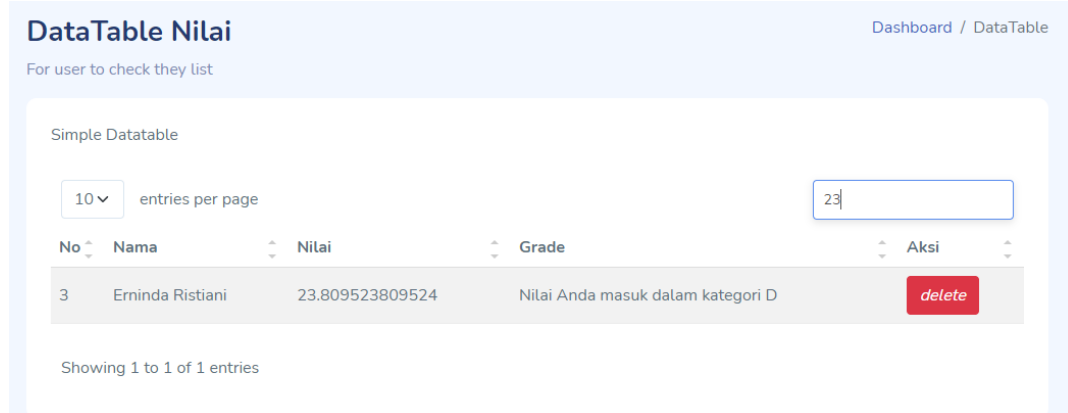 DataTable Nilai
Dashboard / DataTable
For user to check they list
Simple Datatable
10 entries per page
23
No Nama Nilai Grade Aksi
3 Erninda Ristiani 23.809523809524 Nilai Anda masuk dalam kategori D delete
Showing 1 to 1 of 1 entries